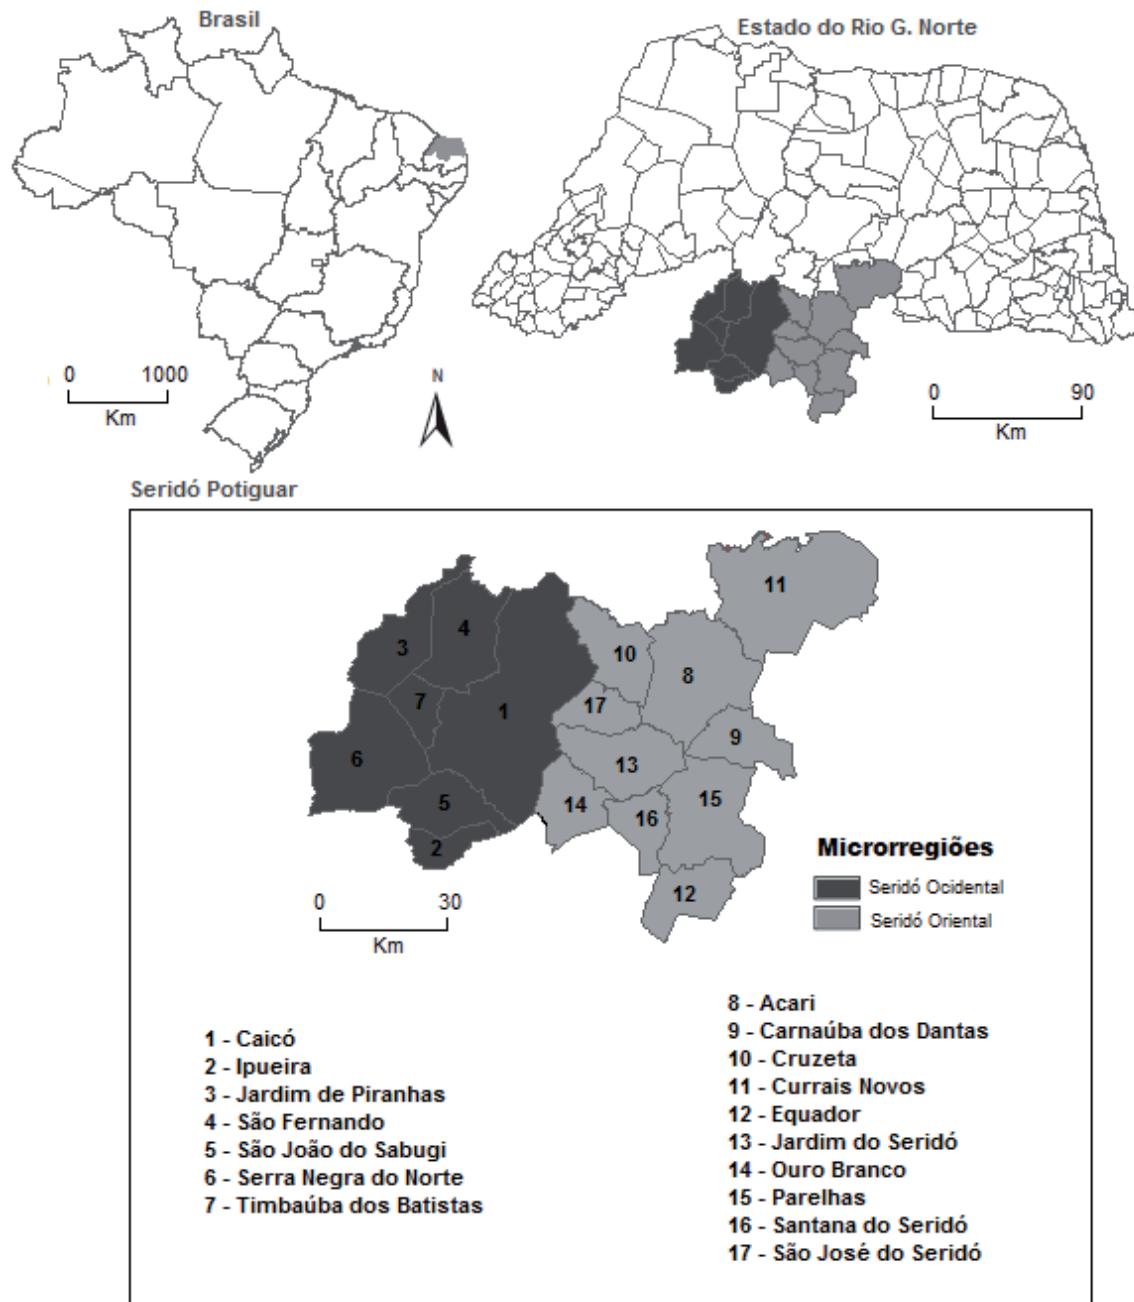 Brasil
Estado do Rio G. Norte
0 1000
Km
N
0 90
Km
Seridó Potiguar
11
4
3
10
8
7
17
1
9
6
13
5
14
16
15
2
12
Microrregiões
Seridó Ocidental
Seridó Oriental
0 30
Km
1 - Caicó
2 - Ipueira
3 - Jardim de Piranhas
4 - São Fernando
5 - São João do Sabugi
6 - Serra Negra do Norte
7 - Timbaúba dos Batistas
8 - Acari
9 - Carnaúba dos Dantas
10 - Cruzeta
11 - Currais Novos
12 - Equador
13 - Jardim do Seridó
14 - Ouro Branco
15 - Parelhas
16 - Santana do Seridó
17 - São José do Seridó